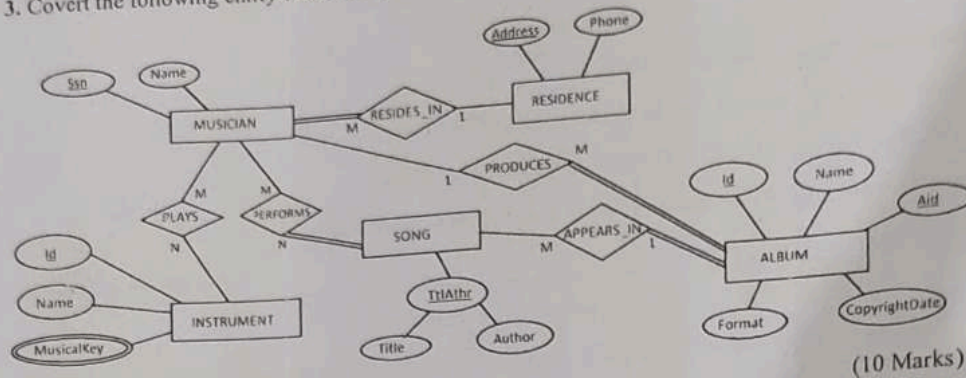 3. Covert the following
Address
Phone
Ssn
Name
MUSICIAN
RESIDES_IN
RESIDENCE
M
1
M
PRODUCES
1
Id
Name
Aid
M
M
PLAYS
PERFORMS
N
N
SONG
APPEARS_IN
M
1
ALBUM
Id
Name
MusicalKey
INSTRUMENT
TtlAthr
Title
Author
Format
CopyrightDate
(10 Marks)